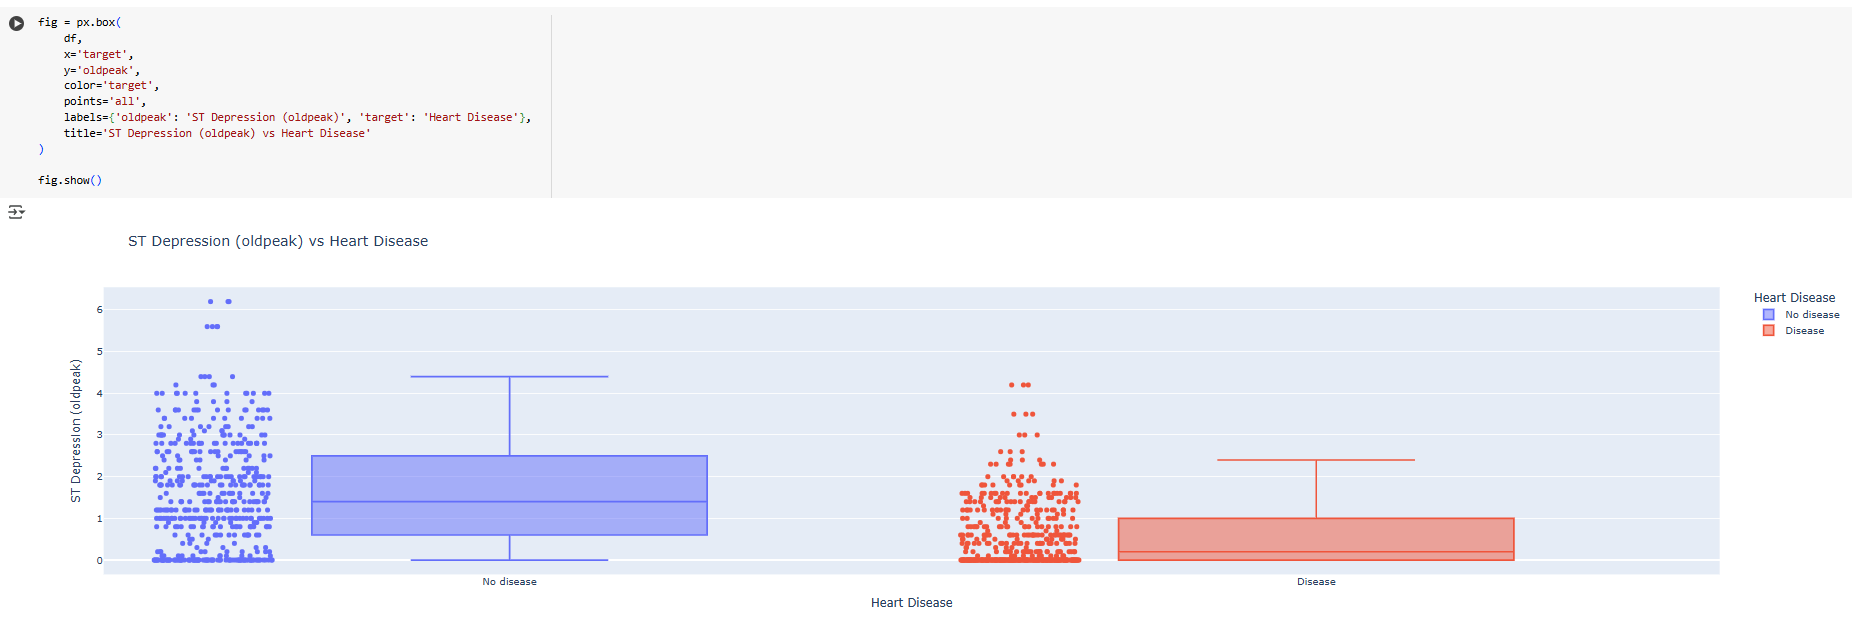 fig = px.box(
    df,
    x='target',
    y='oldpeak',
    color='target',
    points='all',
    labels={'oldpeak': 'ST Depression (oldpeak)', 'target': 'Heart Disease'},
    title='ST Depression (oldpeak) vs Heart Disease'
)
fig.show()
ST Depression (oldpeak) vs Heart Disease
Heart Disease
No disease
Disease
ST Depression (oldpeak)
6
5
4
3
2
1
0
No disease
Disease
Heart Disease